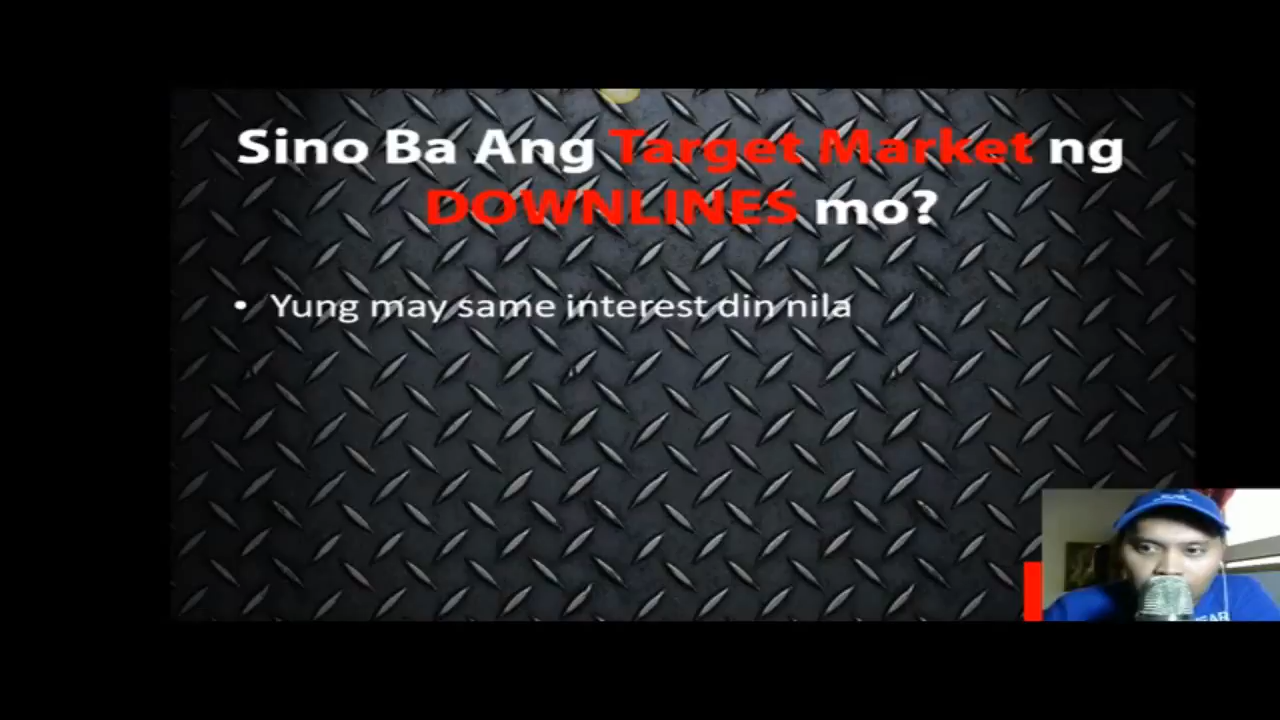 Sino Ba Ang Target Market ng
DOWNLINES mo?
• Yung may same interest din nila